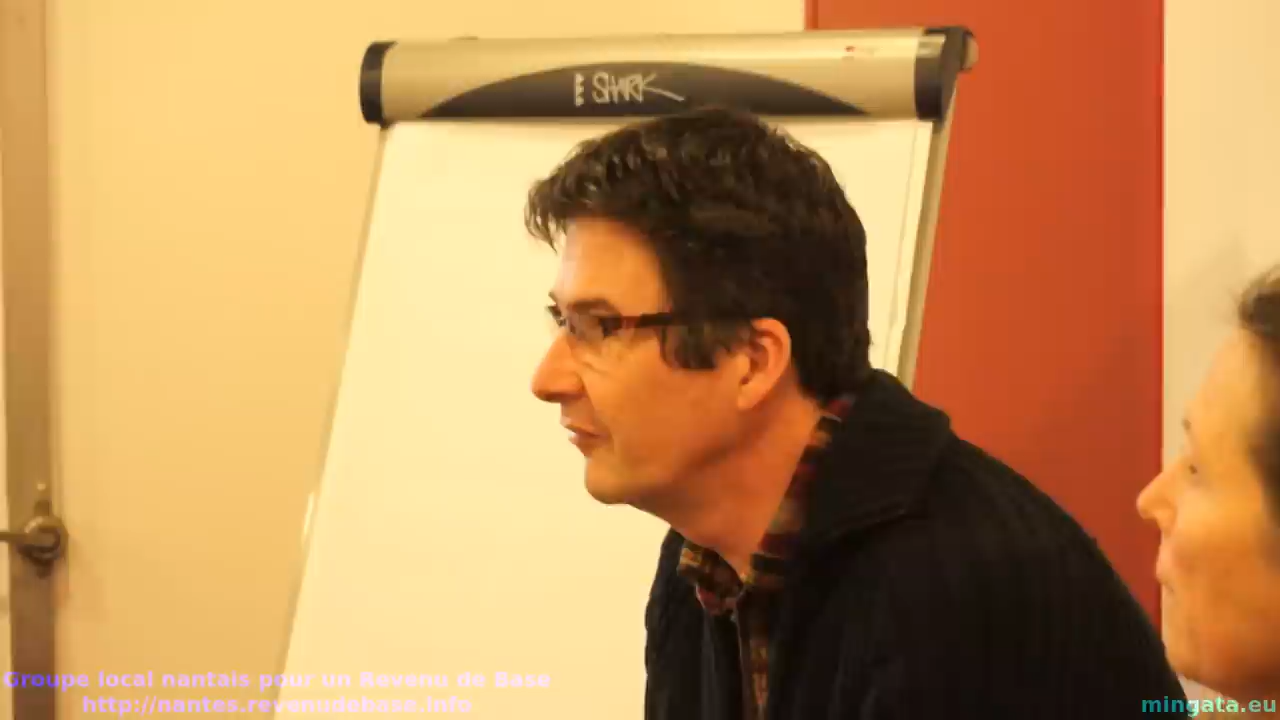 SHARK
Groupe local nantais pour un Revenu de Base
http://nantes.revenudebase.info
mingata.eu